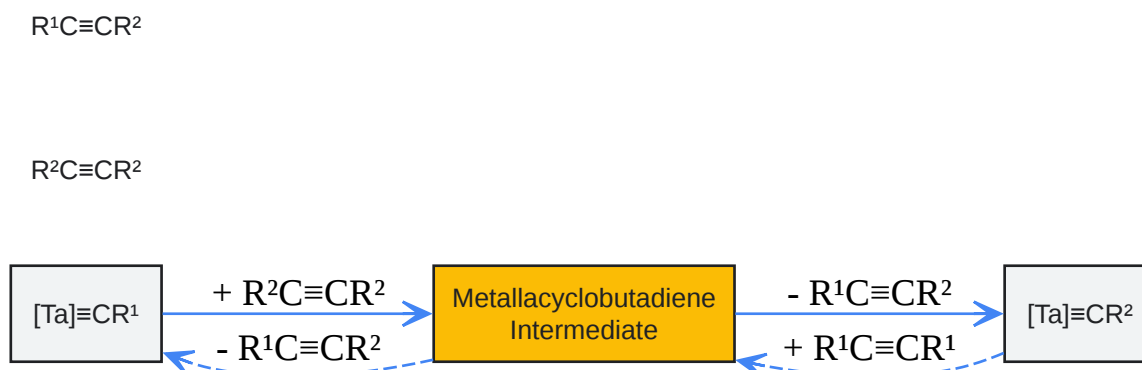 R¹C≡CR²
R²C≡CR²
[Ta]≡CR¹
+ R²C≡CR²
- R¹C≡CR²
Metallacyclobutadiene
Intermediate
- R¹C≡CR²
+ R¹C≡CR¹
[Ta]≡CR²